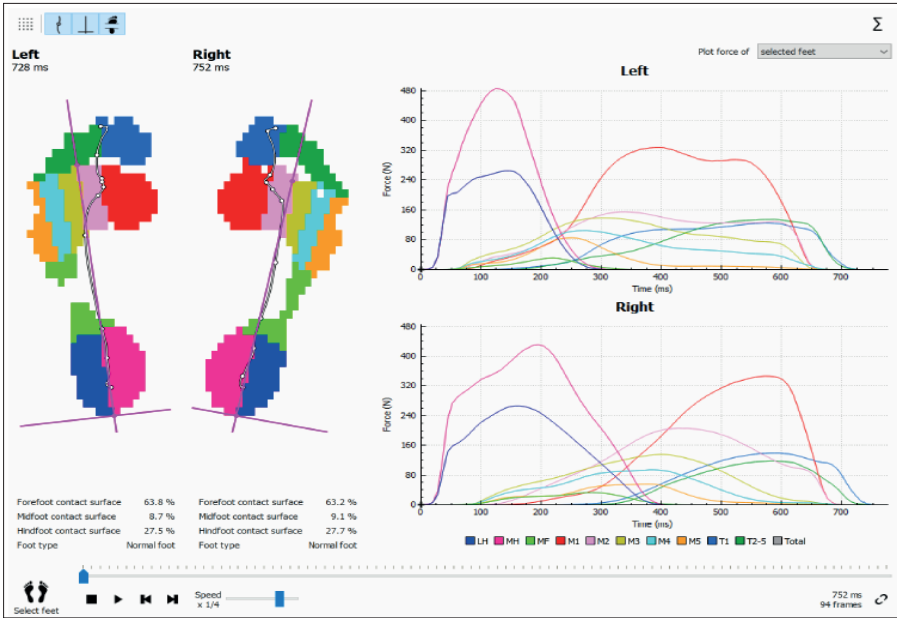 Σ
Left
728 ms
Right
752 ms
Plot force of selected feet
Left
480
400
320
240
160
80
0
Force (N)
0 100 200 300 400 500 600 700
Time (ms)
Right
480
400
320
240
160
80
0
Force (N)
0 100 200 300 400 500 600 700
Time (ms)
LH MH MF M1 M2 M3 M4 M5 T1 T2-5 Total
Forefoot contact surface 63.8 %
Midfoot contact surface 8.7 %
Hindfoot contact surface 27.5 %
Foot type Normal foot
Forefoot contact surface 63.2 %
Midfoot contact surface 9.1 %
Hindfoot contact surface 27.7 %
Foot type Normal foot
Select feet
Speed
x 1/4
752 ms
94 frames